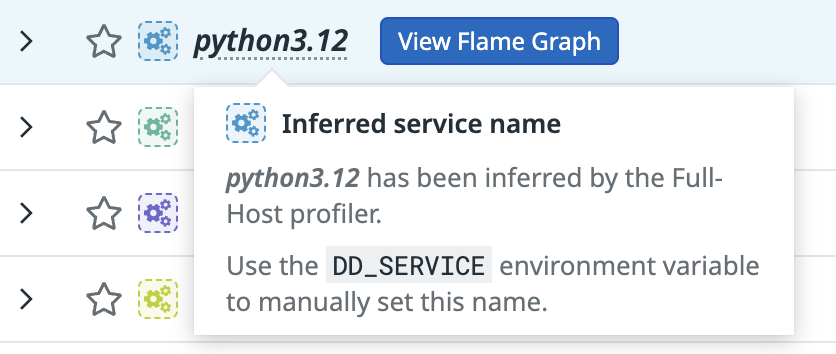 python3.12 View Flame Graph
Inferred service name
python3.12 has been inferred by the Full-
Host profiler.
Use the DD_SERVICE environment variable
to manually set this name.